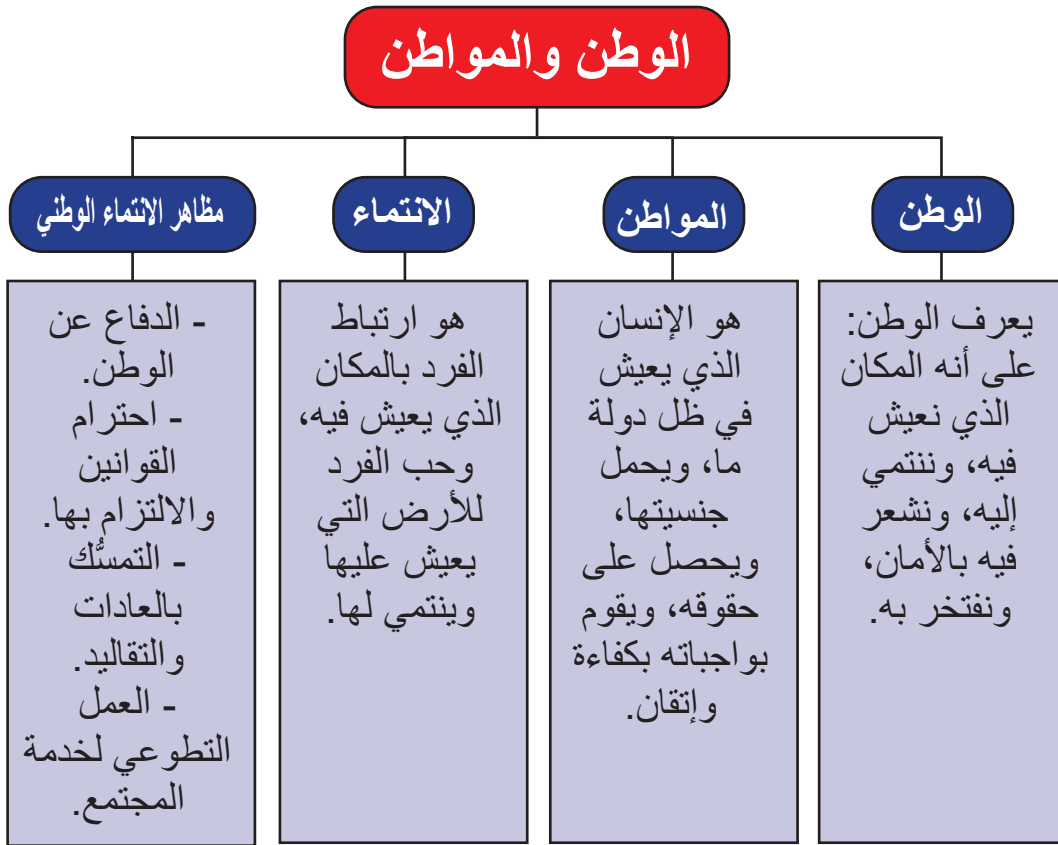 الوطن والمواطن
الوطن
يعرف الوطن:
على أنه المكان
الذي نعيش
فيه، وننتمي
إليه، ونشعر
فيه بالأمان،
ونفتخر به.
المواطن
هو الإنسان
الذي يعيش
في ظل دولة
ما، ويحمل
جنسيتها،
ويحصل على
حقوقه، ويقوم
بواجباته بكفاءة
وإتقان.
الانتماء
هو ارتباط
الفرد بالمكان
الذي يعيش فيه،
وحب الفرد
للأرض التي
يعيش عليها
وينتمي لها.
مظاهر الانتماء الوطني
- الدفاع عن
الوطن.
- احترام
القوانين
والالتزام بها.
- التمسُّك
بالعادات
والتقاليد.
- العمل
التطوعي لخدمة
المجتمع.